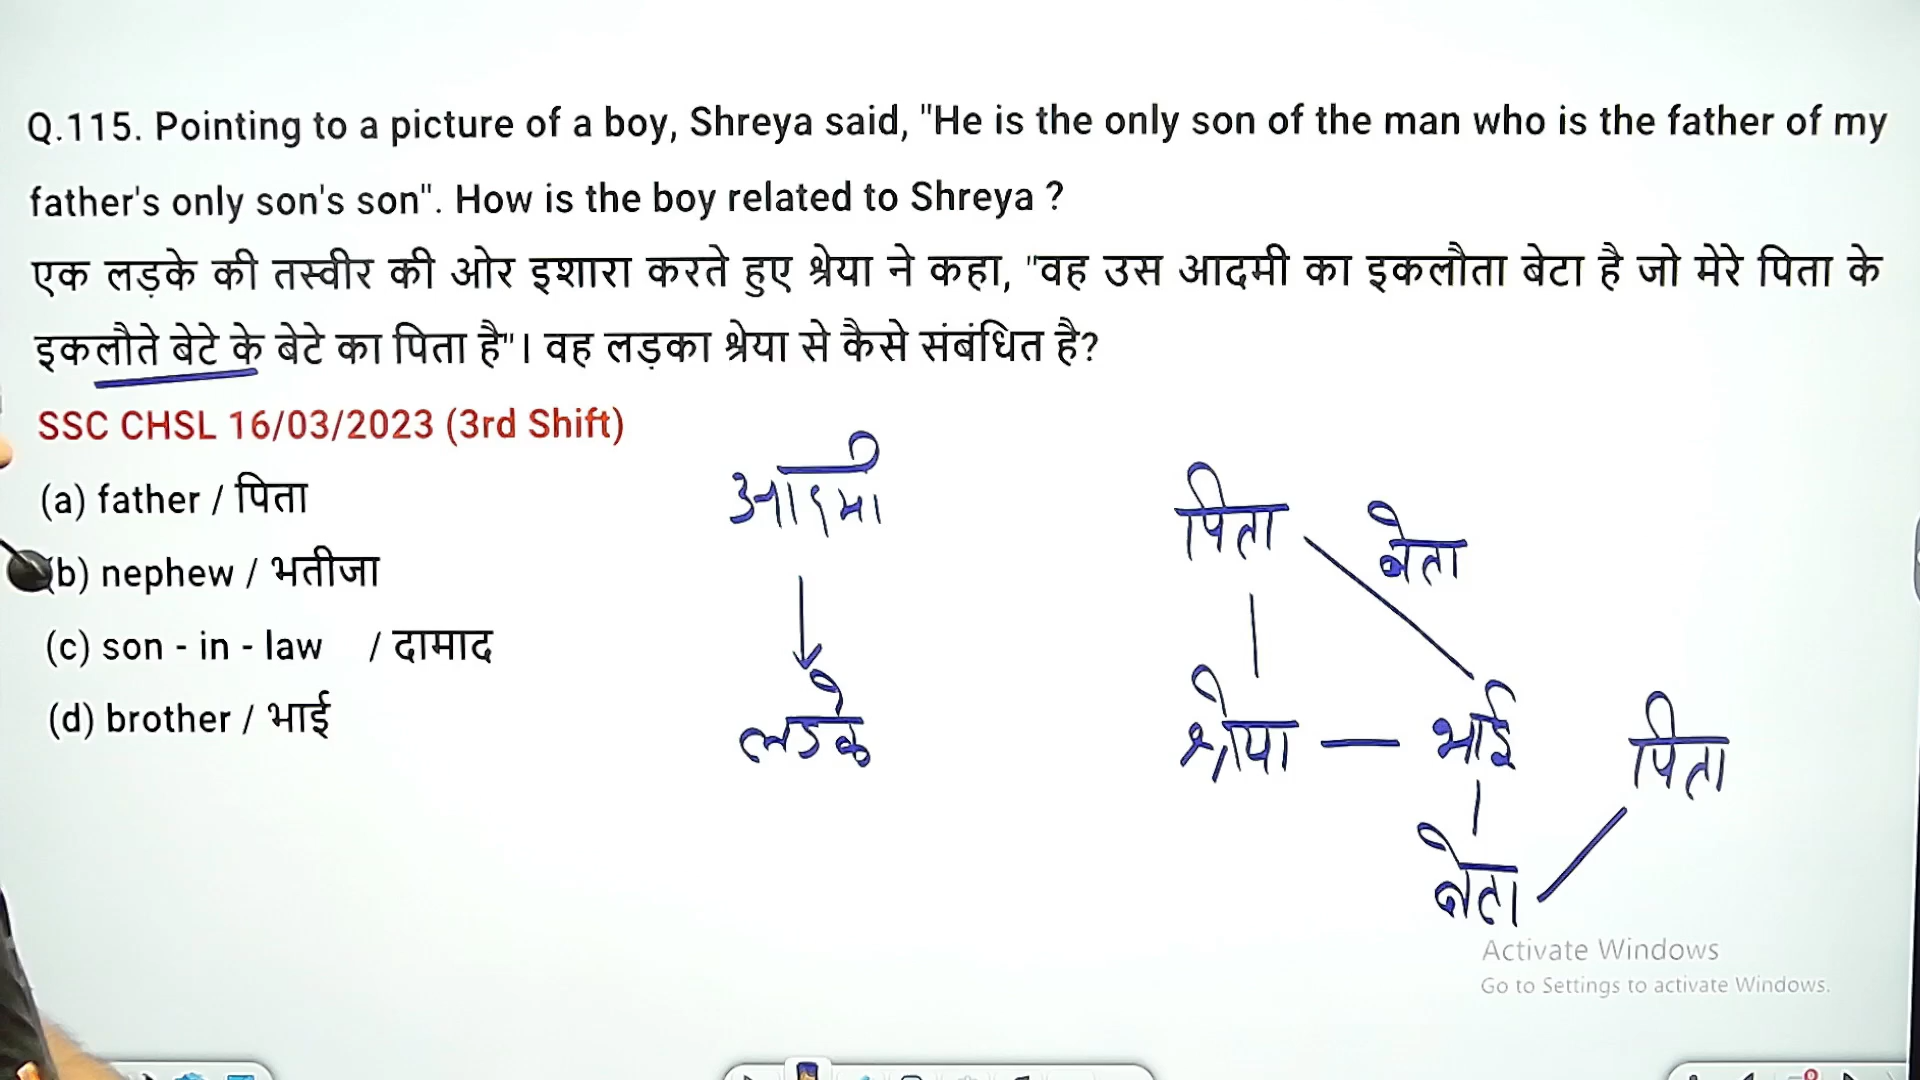 Q.115. Pointing to a picture of a boy, Shreya said, "He is the only son of the man who is the father of my
father's only son's son". How is the boy related to Shreya ?
एक लड़के की तस्वीर की ओर इशारा करते हुए श्रेया ने कहा, "वह उस आदमी का इकलौता बेटा है जो मेरे पिता के
इकलौते बेटे के बेटे का पिता है"। वह लड़का श्रेया से कैसे संबंधित है?
SSC CHSL 16/03/2023 (3rd Shift)
(a) father / पिता
(b) nephew / भतीजा
(c) son - in - law / दामाद
(d) brother / भाई
आदमी
लडके
पिता
बेटा
श्रेया — भाई
पिता
बेटा
Activate Windows
Go to Settings to activate Windows.